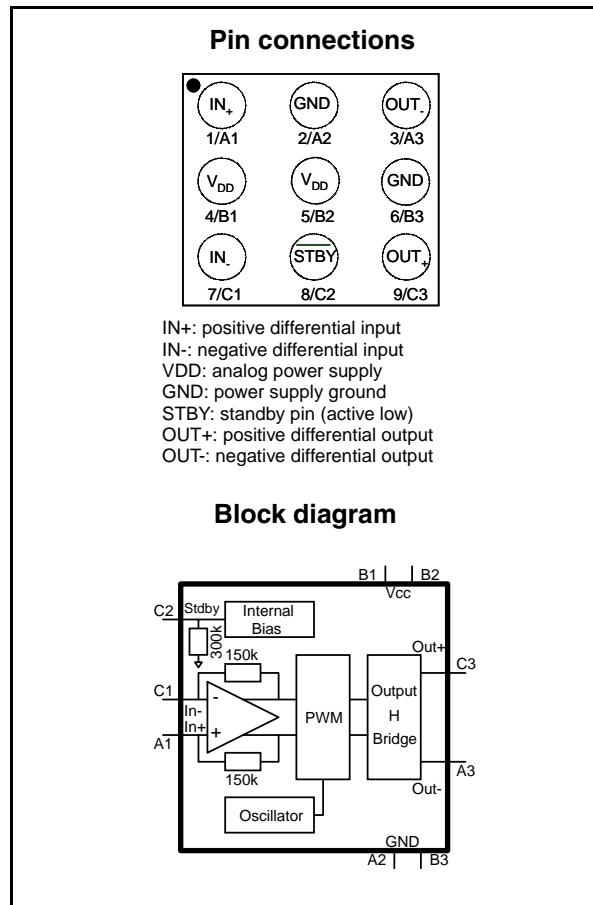 Pin connections
IN+ GND OUT-
1/A1 2/A2 3/A3
VDD VDD GND
4/B1 5/B2 6/B3
IN- STBY OUT+
7/C1 8/C2 9/C3
IN+: positive differential input
IN-: negative differential input
VDD: analog power supply
GND: power supply ground
STBY: standby pin (active low)
OUT+: positive differential output
OUT-: negative differential output
Block diagram
B1 B2
Vcc
C2 Stdby
Internal
Bias
300k
150k
Out+
C3
C1
-
In-
In+
+
A1
PWM
Output
H
Bridge
150k
A3
Out-
Oscillator
GND
A2 B3